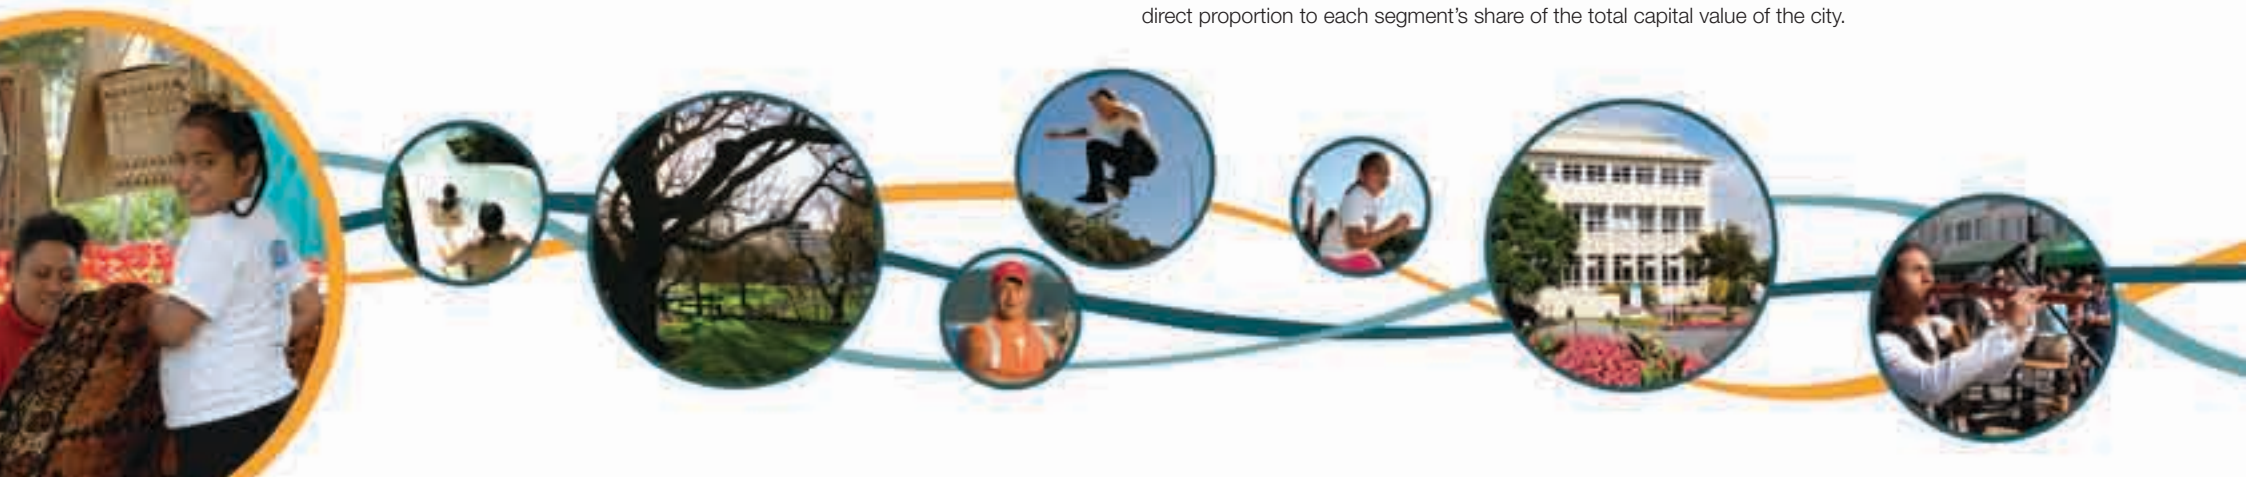 direct proportion to each segment's share of the total capital value of the city.